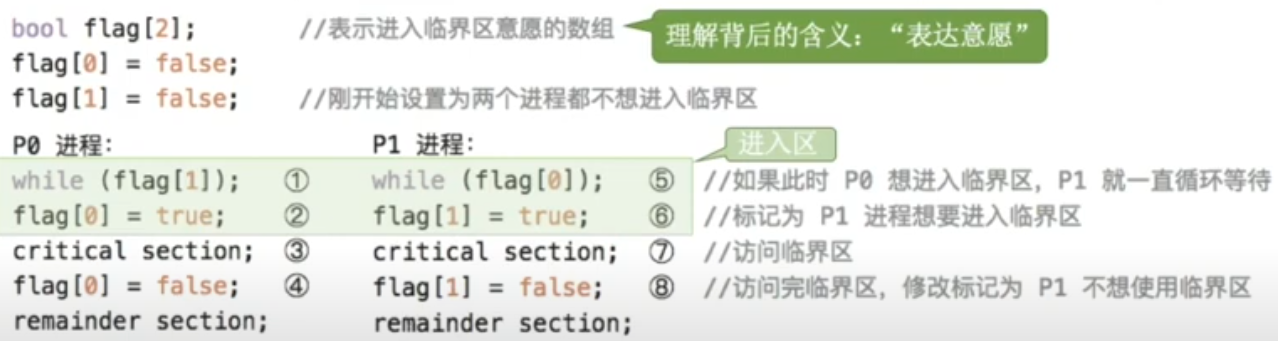 bool flag[2]; //表示进入临界区意愿的数组 理解背后的含义：“表达意愿”
flag[0] = false;
flag[1] = false; //刚开始设置为两个进程都不想进入临界区
P0 进程: P1 进程: 进入区
while (flag[1]); ① while (flag[0]); ⑤ //如果此时 P0 想进入临界区，P1 就一直循环等待
flag[0] = true; ② flag[1] = true; ⑥ //标记为 P1 进程想要进入临界区
critical section; ③ critical section; ⑦ //访问临界区
flag[0] = false; ④ flag[1] = false; ⑧ //访问完临界区，修改标记为 P1 不想使用临界区
remainder section; remainder section;